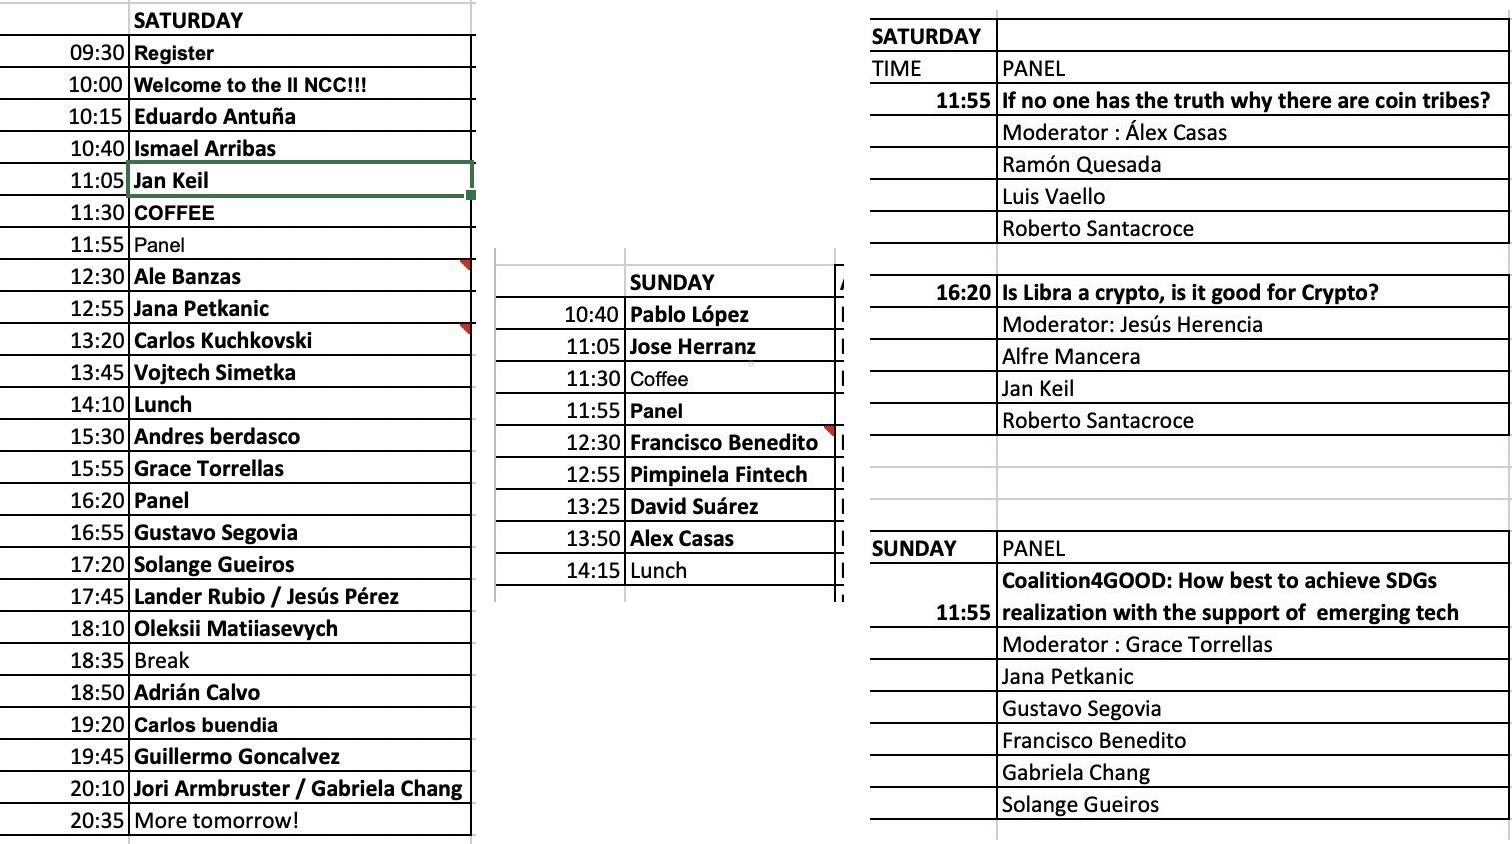 SATURDAY
09:30 Register
10:00 Welcome to the II NCC!!!
10:15 Eduardo Antuña
10:40 Ismael Arribas
11:05 Jan Keil
11:30 COFFEE
11:55 Panel
12:30 Ale Banzas
12:55 Jana Petkanic
13:20 Carlos Kuchkovski
13:45 Vojtech Simetka
14:10 Lunch
15:30 Andres berdasco
15:55 Grace Torrellas
16:20 Panel
16:55 Gustavo Segovia
17:20 Solange Gueiros
17:45 Lander Rubio / Jesús Pérez
18:10 Oleksii Matiiasevych
18:35 Break
18:50 Adrián Calvo
19:20 Carlos buendia
19:45 Guillermo Goncalvez
20:10 Jori Armbruster / Gabriela Chang
20:35 More tomorrow!
SUNDAY
10:40 Pablo López
11:05 Jose Herranz
11:30 Coffee
11:55 Panel
12:30 Francisco Benedito
12:55 Pimpinela Fintech
13:25 David Suárez
13:50 Alex Casas
14:15 Lunch
SATURDAY
TIME PANEL
11:55 If no one has the truth why there are coin tribes?
Moderator : Álex Casas
Ramón Quesada
Luis Vaello
Roberto Santacroce
16:20 Is Libra a crypto, is it good for Crypto?
Moderator: Jesús Herencia
Alfre Mancera
Jan Keil
Roberto Santacroce
SUNDAY PANEL
Coalition4GOOD: How best to achieve SDGs
11:55 realization with the support of  emerging tech
Moderator : Grace Torrellas
Jana Petkanic
Gustavo Segovia
Francisco Benedito
Gabriela Chang
Solange Gueiros